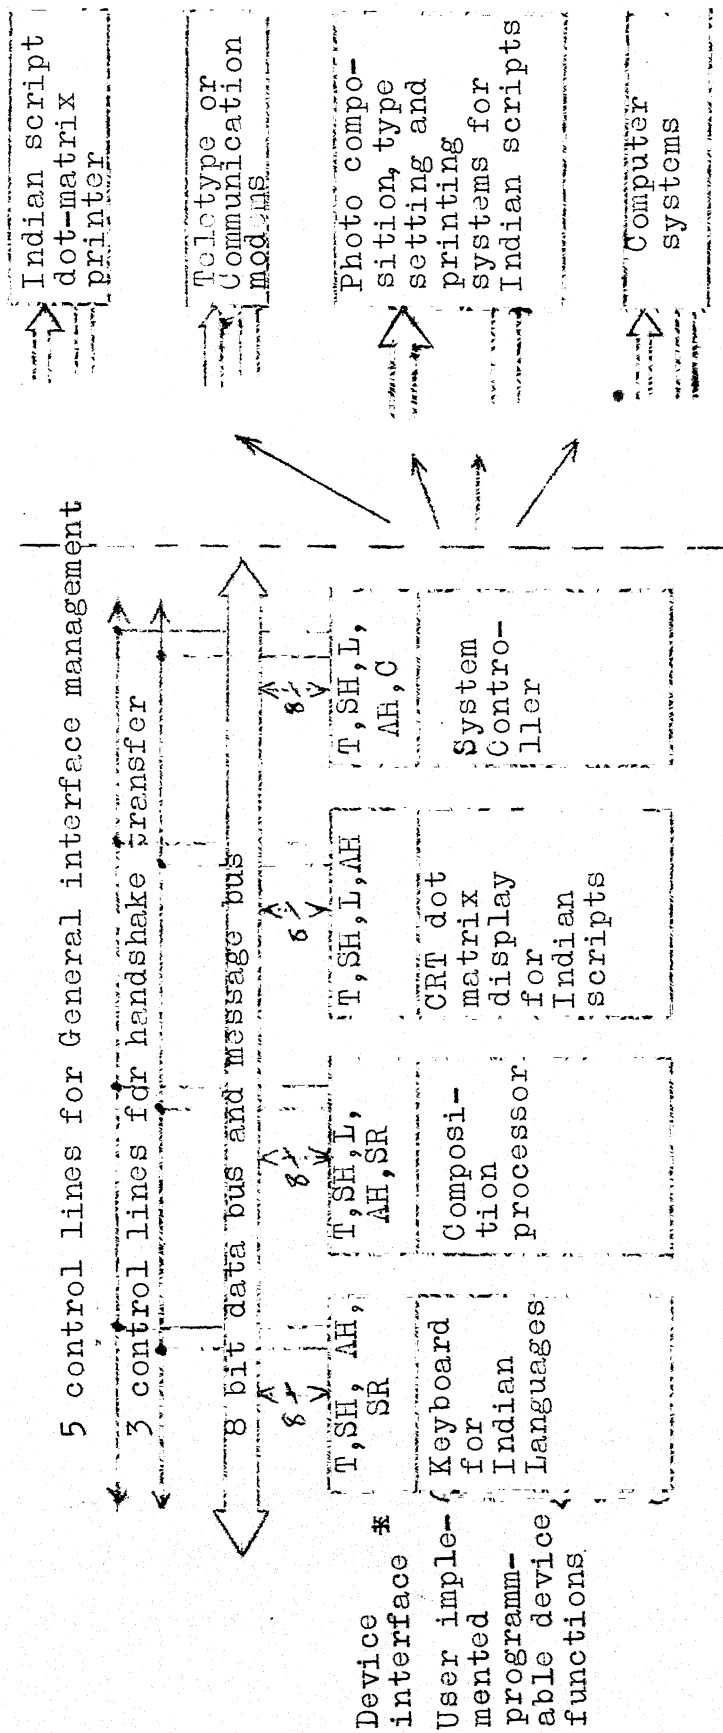 5 control lines for General interface management
3 control lines for handshake transfer
8 bit data bus and message bus
8
8
8
8
Device
interface *
T,SH, AH,
SR
T,SH,L,
AH,SR
T,SH,L,AH
T,SH,L,
AH,C
User imple-
mented
programm-
able device
functions
Keyboard
for
Indian
Languages
Composi-
tion
processor
CRT dot
matrix
display
for
Indian
scripts
System
Contro-
ller
Indian script
dot-matrix
printer
Teletype or
Communication
modems
Photo compo-
sition, type
setting and
printing
systems for
Indian scripts
Computer
systems